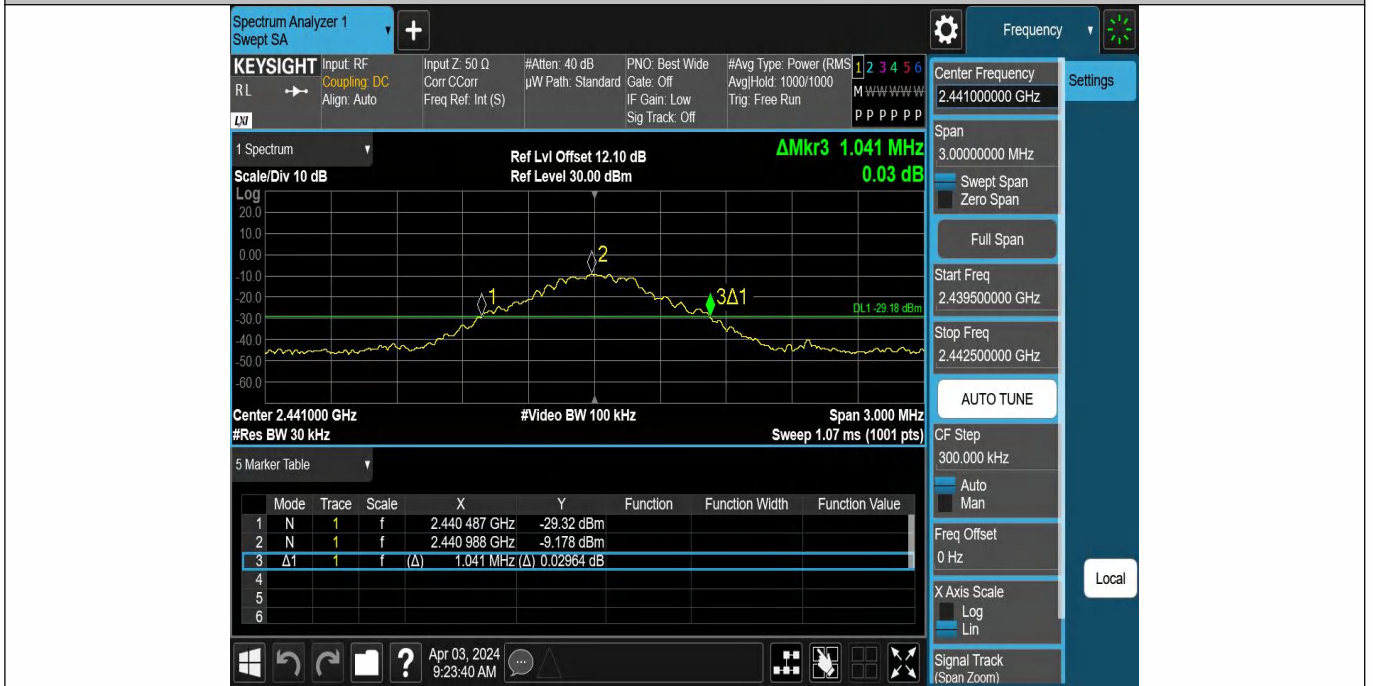 Spectrum Analyzer 1
Swept SA
+
Frequency
KEYSIGHT
RL
LXI
Input: RF
Coupling: DC
Align: Auto
Input Z: 50 Ω
Corr CCorr
Freq Ref: Int (S)
#Atten: 40 dB
µW Path: Standard
PNO: Best Wide
Gate: Off
IF Gain: Low
Sig Track: Off
#Avg Type: Power (RMS
Avg|Hold: 1000/1000
Trig: Free Run
1 2 3 4 5 6
M W W W W W
P P P P P P
1 Spectrum
Scale/Div 10 dB
Ref Lvl Offset 12.10 dB
Ref Level 30.00 dBm
ΔMkr3 1.041 MHz
0.03 dB
Log
20.0
10.0
0.00
-10.0
-20.0
-30.0
-40.0
-50.0
-60.0
1
2
3Δ1
DL1 -29.18 dBm
Center 2.441000 GHz
#Video BW 100 kHz
Span 3.000 MHz
#Res BW 30 kHz
Sweep 1.07 ms (1001 pts)
5 Marker Table
Mode Trace Scale X Y Function Function Width Function Value
1 N 1 f 2.440 487 GHz -29.32 dBm
2 N 1 f 2.440 988 GHz -9.178 dBm
3 Δ1 1 f (Δ) 1.041 MHz (Δ) 0.02964 dB
4
5
6
?
Apr 03, 2024
9:23:40 AM
Center Frequency
2.441000000 GHz
Settings
Span
3.00000000 MHz
Swept Span
Zero Span
Full Span
Start Freq
2.439500000 GHz
Stop Freq
2.442500000 GHz
AUTO TUNE
CF Step
300.000 kHz
Auto
Man
Freq Offset
0 Hz
Local
X Axis Scale
Log
Lin
Signal Track
(Span Zoom)